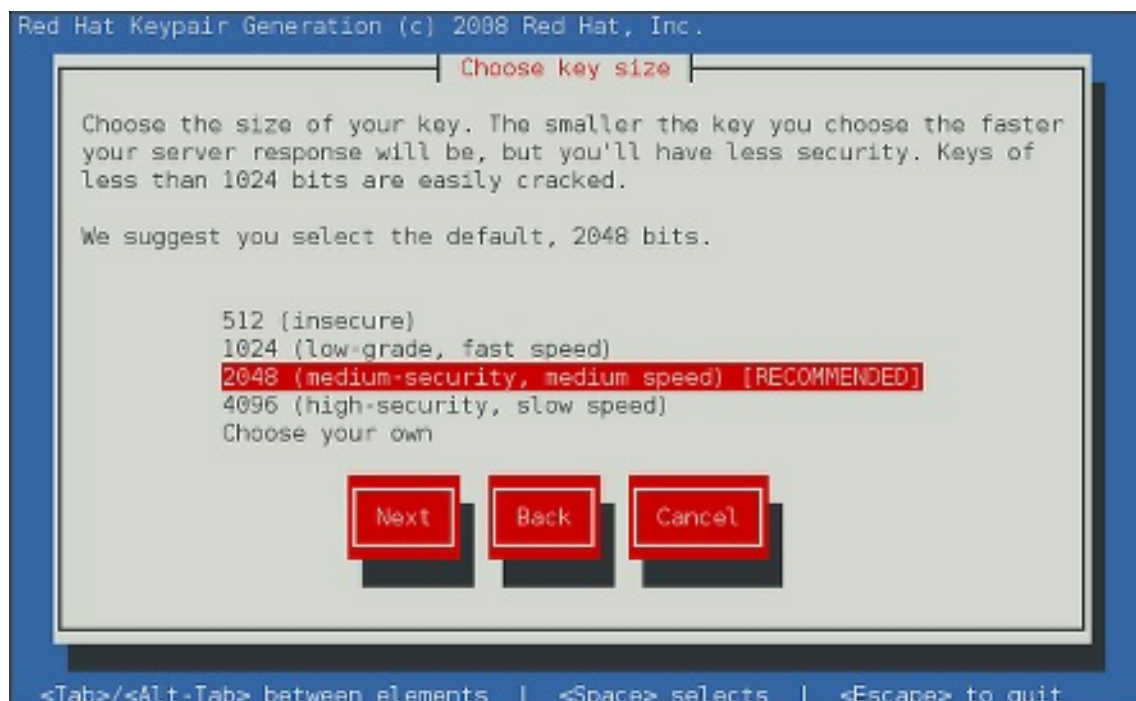 Red Hat Keypair Generation (c) 2008 Red Hat, Inc.
Choose key size
Choose the size of your key. The smaller the key you choose the faster
your server response will be, but you'll have less security. Keys of
less than 1024 bits are easily cracked.
We suggest you select the default, 2048 bits.
512 (insecure)
1024 (low-grade, fast speed)
2048 (medium-security, medium speed) [RECOMMENDED]
4096 (high-security, slow speed)
Choose your own
Next Back Cancel
<Tab>/<Alt-Tab> between elements | <Space> selects | <Escape> to quit